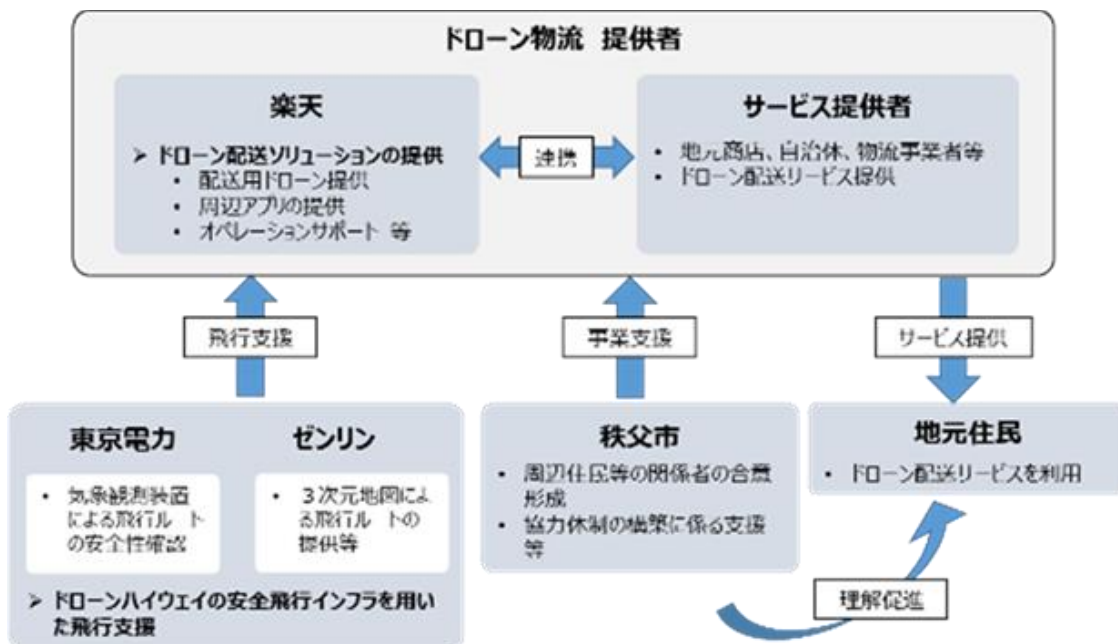 ドローン物流 提供者
楽天
➢ ドローン配送ソリューションの提供
• 配送用ドローン提供
• 周辺アプリの提供
• オペレーションサポート 等
連携
サービス提供者
• 地元商店、自治体、物流事業者等
• ドローン配送サービス提供
飛行支援
事業支援
サービス提供
東京電力
• 気象観測装置
による飛行ルート
の安全性確認
ゼンリン
• 3次元地図によ
る飛行ルートの
提供等
➢ ドローンハイウェイの安全飛行インフラを用い
た飛行支援
秩父市
• 周辺住民等の関係者の合意
形成
• 協力体制の構築に係る支援
等
地元住民
• ドローン配送サービスを利用
理解促進